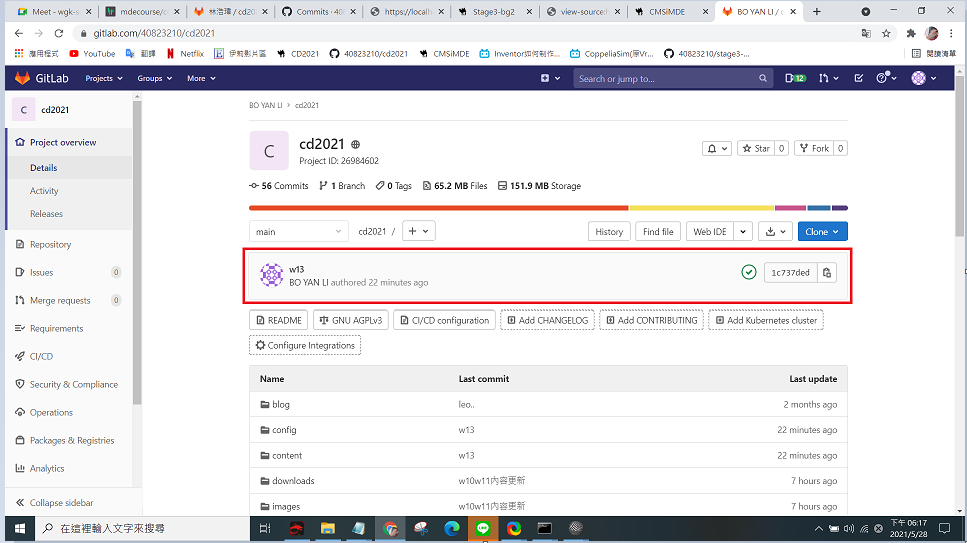 Meet - wgk-s
mdecourse/c
林浩瑋 / cd20
Commits · 40
https://localh
Stage3-bg2
view-source:
CMSiMDE
BO YAN LI / c
gitlab.com/40823210/cd2021
應用程式 YouTube 翻譯 Netflix 伊莉影片區 CD2021 40823210/cd2021 CMSiMDE Inventor如何制作... CoppeliaSim(原Vr... 40823210/stage3-... 閱讀清單
GitLab Projects Groups More Search or jump to... 12
C cd2021
Project overview
Details
Activity
Releases
Repository
Issues 0
Merge requests 0
Requirements
CI/CD
Security & Compliance
Operations
Packages & Registries
Analytics
Collapse sidebar
BO YAN LI > cd2021
C
cd2021
Project ID: 26984602
Star 0 Fork 0
56 Commits 1 Branch 0 Tags 65.2 MB Files 151.9 MB Storage
main cd2021 / + History Find file Web IDE Clone
w13
BO YAN LI authored 22 minutes ago
1c737ded
README GNU AGPLv3 CI/CD configuration Add CHANGELOG Add CONTRIBUTING Add Kubernetes cluster
Configure Integrations
Name Last commit Last update
blog leo.. 2 months ago
config w13 22 minutes ago
content w13 22 minutes ago
downloads w10w11內容更新 7 hours ago
images w10w11內容更新 7 hours ago
在這裡輸入文字來搜尋
下午 06:17
2021/5/28